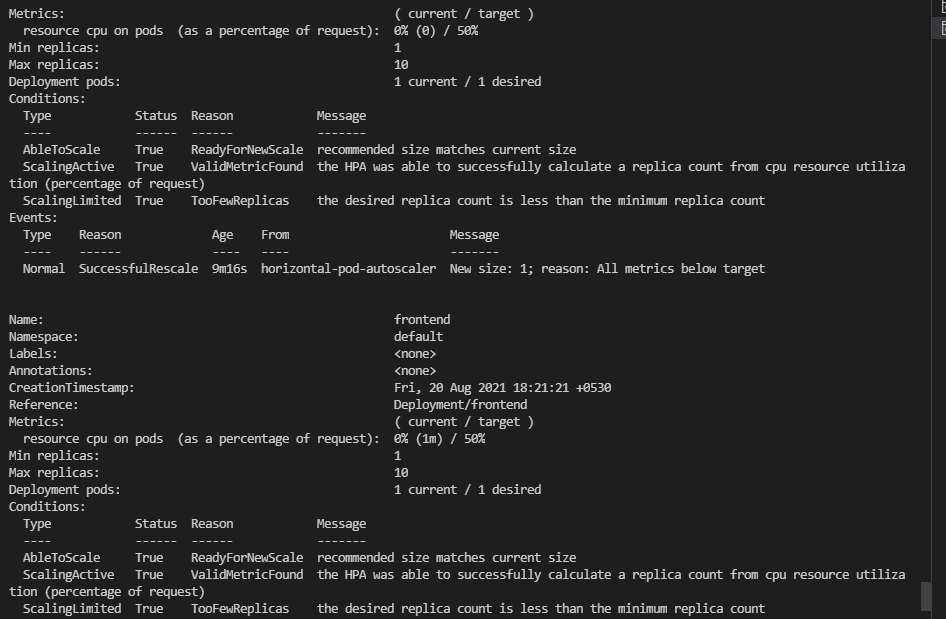 Metrics:                                               ( current / target )
  resource cpu on pods  (as a percentage of request):  0% (0) / 50%
Min replicas:                                          1
Max replicas:                                          10
Deployment pods:                                       1 current / 1 desired
Conditions:
  Type            Status  Reason            Message
  ----            ------  ------            -------
  AbleToScale     True    ReadyForNewScale  recommended size matches current size
  ScalingActive   True    ValidMetricFound  the HPA was able to successfully calculate a replica count from cpu resource utiliza
tion (percentage of request)
  ScalingLimited  True    TooFewReplicas    the desired replica count is less than the minimum replica count
Events:
  Type    Reason             Age    From                       Message
  ----    ------             ----   ----                       -------
  Normal  SuccessfulRescale  9m16s  horizontal-pod-autoscaler  New size: 1; reason: All metrics below target
Name:                                                  frontend
Namespace:                                             default
Labels:                                                <none>
Annotations:                                           <none>
CreationTimestamp:                                     Fri, 20 Aug 2021 18:21:21 +0530
Reference:                                             Deployment/frontend
Metrics:                                               ( current / target )
  resource cpu on pods  (as a percentage of request):  0% (1m) / 50%
Min replicas:                                          1
Max replicas:                                          10
Deployment pods:                                       1 current / 1 desired
Conditions:
  Type            Status  Reason            Message
  ----            ------  ------            -------
  AbleToScale     True    ReadyForNewScale  recommended size matches current size
  ScalingActive   True    ValidMetricFound  the HPA was able to successfully calculate a replica count from cpu resource utiliza
tion (percentage of request)
  ScalingLimited  True    TooFewReplicas    the desired replica count is less than the minimum replica count